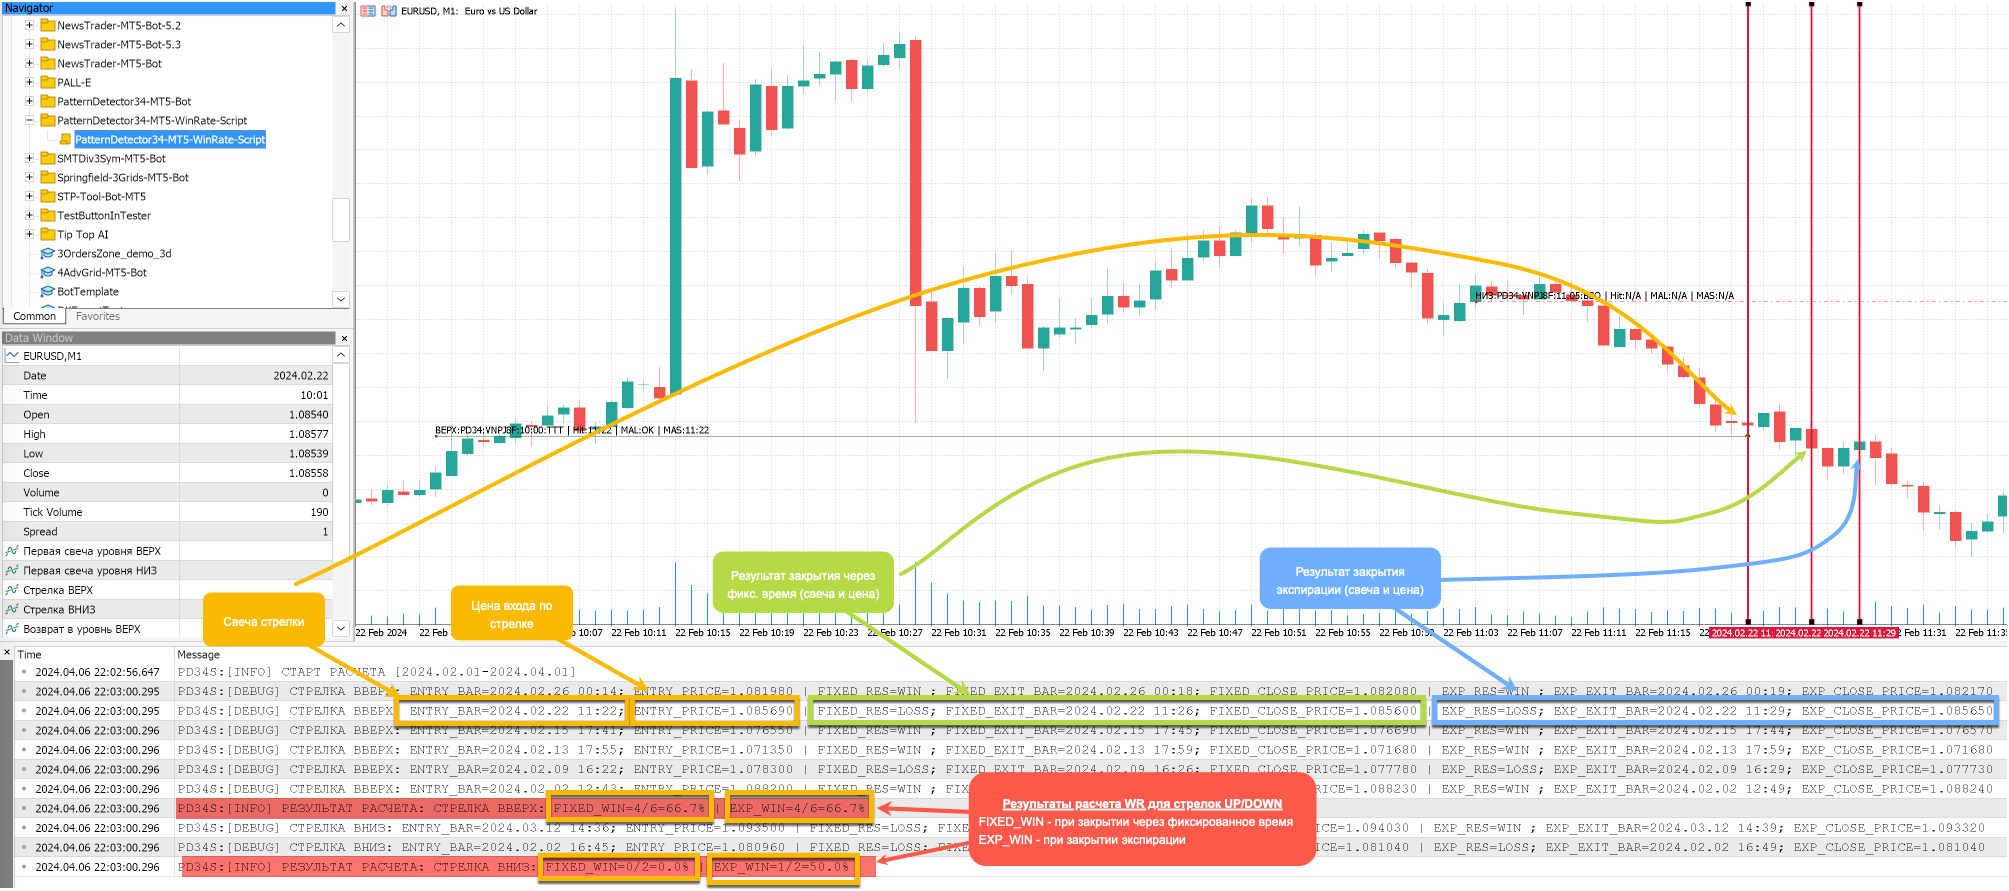 Navigator
NewsTrader-MT5-Bot-5.2
NewsTrader-MT5-Bot-5.3
NewsTrader-MT5-Bot
PALL-E
PatternDetector34-MT5-Bot
PatternDetector34-MT5-WinRate-Script
PatternDetector34-MT5-WinRate-Script
SMTDiv3Sym-MT5-Bot
Springfield-3Grids-MT5-Bot
STP-Tool-Bot-MT5
TestButtonInTester
Tip Top AI
3OrdersZone_demo_3d
4AdvGrid-MT5-Bot
BotTemplate
Common Favorites
Data Window
EURUSD,M1
Date 2024.02.22
Time 10:01
Open 1.08540
High 1.08577
Low 1.08539
Close 1.08558
Volume 0
Tick Volume 190
Spread 1
Первая свеча уровня ВЕРХ
Первая свеча уровня НИЗ
Стрелка ВЕРХ
Стрелка ВНИЗ
Возврат в уровнь ВЕРХ
EURUSD, M1: Euro vs US Dollar
НИЗ:PD34:VNPJ8F:11:05: | Hit:N/A | MAL:N/A | MAS:N/A
ВЕРХ:PD34:VNPJ8F:10:00:TTT | | MAL:OK | MAS:11:22
Свеча стрелки
Цена входа по
стрелке
Результат закрытия через
фикс. время (свеча и цена)
Результат закрытия
экспирации (свеча и цена)
22 Feb 2024 22 Feb 10:07 22 Feb 10:11 22 Feb 10:15 22 Feb 10:19 22 Feb 10:23 22 Feb 10:27 22 Feb 10:31 22 Feb 10:35 22 Feb 10:39 22 Feb 10:43 22 Feb 10:47 22 Feb 10:51 22 Feb 10:55 22 Feb 10:59 22 Feb 11:03 22 Feb 11:07 22 Feb 11:11 22 Feb 11:15 2024.02.22 2024.02.22 2024.02.22 11:29 Feb 11:31 22 Feb 11:35
Time Message
2024.04.06 22:02:56.647 PD34S:[INFO] СТАРТ РАСЧЕТА [2024.02.01-2024.04.01]
2024.04.06 22:03:00.295 PD34S:[DEBUG] СТРЕЛКА ВВЕРХ: ENTRY_BAR=2024.02.26 00:14; ENTRY_PRICE=1.081980 | FIXED_RES=WIN ; FIXED_EXIT_BAR=2024.02.26 00:18; FIXED_CLOSE_PRICE=1.082080 | EXP_RES=WIN ; EXP_EXIT_BAR=2024.02.26 00:19; EXP_CLOSE_PRICE=1.082170
2024.04.06 22:03:00.295 PD34S:[DEBUG] СТРЕЛКА ВВЕРХ: ENTRY_BAR=2024.02.22 11:22; ENTRY_PRICE=1.085690 | FIXED_RES=LOSS; FIXED_EXIT_BAR=2024.02.22 11:26; FIXED_CLOSE_PRICE=1.085600 | EXP_RES=LOSS; EXP_EXIT_BAR=2024.02.22 11:29; EXP_CLOSE_PRICE=1.085650
2024.04.06 22:03:00.296 PD34S:[DEBUG] СТРЕЛКА ВВЕРХ: ENTRY_BAR=2024.02.15 17:41; ENTRY_PRICE=1.076550 | FIXED_RES=WIN ; FIXED_EXIT_BAR=2024.02.15 17:45; FIXED_CLOSE_PRICE=1.076690 | EXP_RES=WIN ; EXP_EXIT_BAR=2024.02.15 17:44; EXP_CLOSE_PRICE=1.076570
2024.04.06 22:03:00.296 PD34S:[DEBUG] СТРЕЛКА ВВЕРХ: ENTRY_BAR=2024.02.13 17:55; ENTRY_PRICE=1.071350 | FIXED_RES=WIN ; FIXED_EXIT_BAR=2024.02.13 17:59; FIXED_CLOSE_PRICE=1.071680 | EXP_RES=WIN ; EXP_EXIT_BAR=2024.02.13 17:59; EXP_CLOSE_PRICE=1.071680
2024.04.06 22:03:00.296 PD34S:[DEBUG] СТРЕЛКА ВВЕРХ: ENTRY_BAR=2024.02.09 16:22; ENTRY_PRICE=1.078300 | FIXED_RES=LOSS; FIXED_EXIT_BAR=2024.02.09 16:26; FIXED_CLOSE_PRICE=1.077780 | EXP_RES=LOSS; EXP_EXIT_BAR=2024.02.09 16:29; EXP_CLOSE_PRICE=1.077730
2024.04.06 22:03:00.296 PD34S:[DEBUG] СТРЕЛКА ВВЕРХ: ENTRY_BAR=2024.02.02 12:43; ENTRY_PRICE=1.088200 | FIXED_RES=WIN 02.02 12:49; EXP_CLOSE_PRICE=1.088240
2024.04.06 22:03:00.296 PD34S:[INFO] РЕЗУЛЬТАТ РАСЧЕТА: СТРЕЛКА ВВЕРХ: FIXED_WIN=4/6=66.7% | EXP_WIN=4/6=66.7%
2024.04.06 22:03:00.296 PD34S:[DEBUG] СТРЕЛКА ВНИЗ: ENTRY_BAR=2024.03.12 14:36; ENTRY_PRICE=1.093500 | FIXED_RES=LOSS; 1.094030 | EXP_RES=WIN ; EXP_EXIT_BAR=2024.03.12 14:39; EXP_CLOSE_PRICE=1.093320
2024.04.06 22:03:00.296 PD34S:[DEBUG] СТРЕЛКА ВНИЗ: ENTRY_BAR=2024.02.02 16:45; ENTRY_PRICE=1.080960 | FIXED_RES=LOSS; 1.081040 | EXP_RES=LOSS; EXP_EXIT_BAR=2024.02.02 16:49; EXP_CLOSE_PRICE=1.081040
2024.04.06 22:03:00.296 PD34S:[INFO] РЕЗУЛЬТАТ РАСЧЕТА: СТРЕЛКА ВНИЗ: FIXED_WIN=0/2=0.0% | EXP_WIN=1/2=50.0%
Результаты расчета WR для стрелок UP/DOWN
FIXED_WIN - при закрытии через фиксированное время
EXP_WIN - при закрытии экспирации